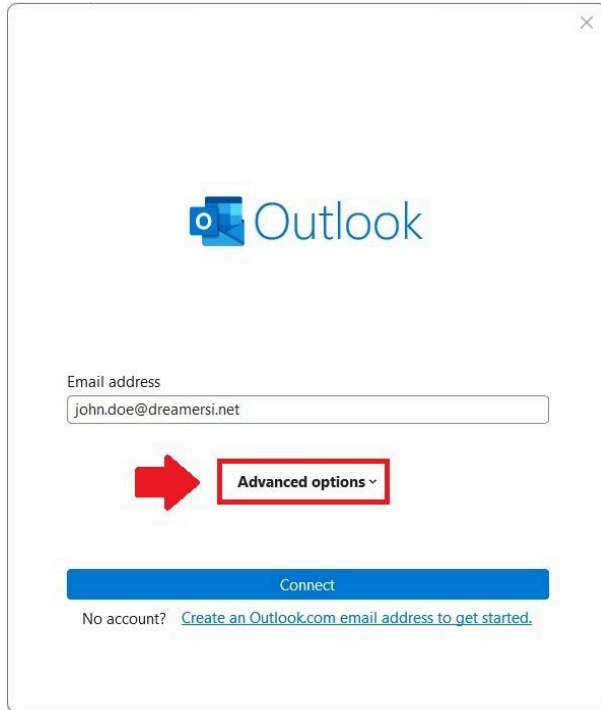 Outlook
Email address
john.doe@dreamersi.net
Advanced options
Connect
No account? Create an Outlook.com email address to get started.